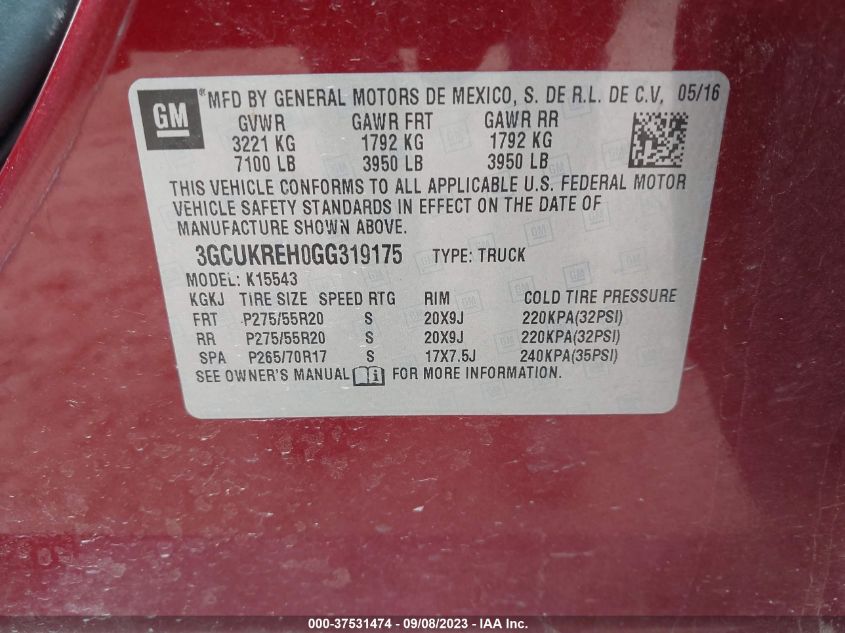 GM ® MFD BY GENERAL MOTORS DE MEXICO, S. DE R.L. DE C.V. 05/16
GVWR GAWR FRT GAWR RR
3221 KG 1792 KG 1792 KG
7100 LB 3950 LB 3950 LB
THIS VEHICLE CONFORMS TO ALL APPLICABLE U.S. FEDERAL MOTOR
VEHICLE SAFETY STANDARDS IN EFFECT ON THE DATE OF
MANUFACTURE SHOWN ABOVE.
3GCUKREH0GG319175 TYPE: TRUCK
MODEL: K15543
KGKJ TIRE SIZE SPEED RTG RIM COLD TIRE PRESSURE
FRT P275/55R20 S 20X9J 220KPA(32PSI)
RR P275/55R20 S 20X9J 220KPA(32PSI)
SPA P265/70R17 S 17X7.5J 240KPA(35PSI)
SEE OWNER'S MANUAL FOR MORE INFORMATION.
000-37531474 - 09/08/2023 - IAA Inc.